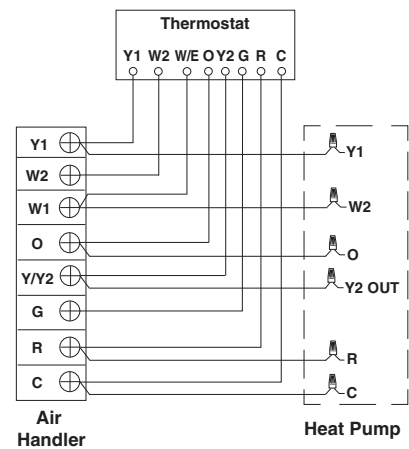 Thermostat
Y1 W2 W/E O Y2 G R C
Y1
W2
W1
O
Y/Y2
G
R
C
Air
Handler
Y1
W2
O
Y2 OUT
R
C
Heat Pump